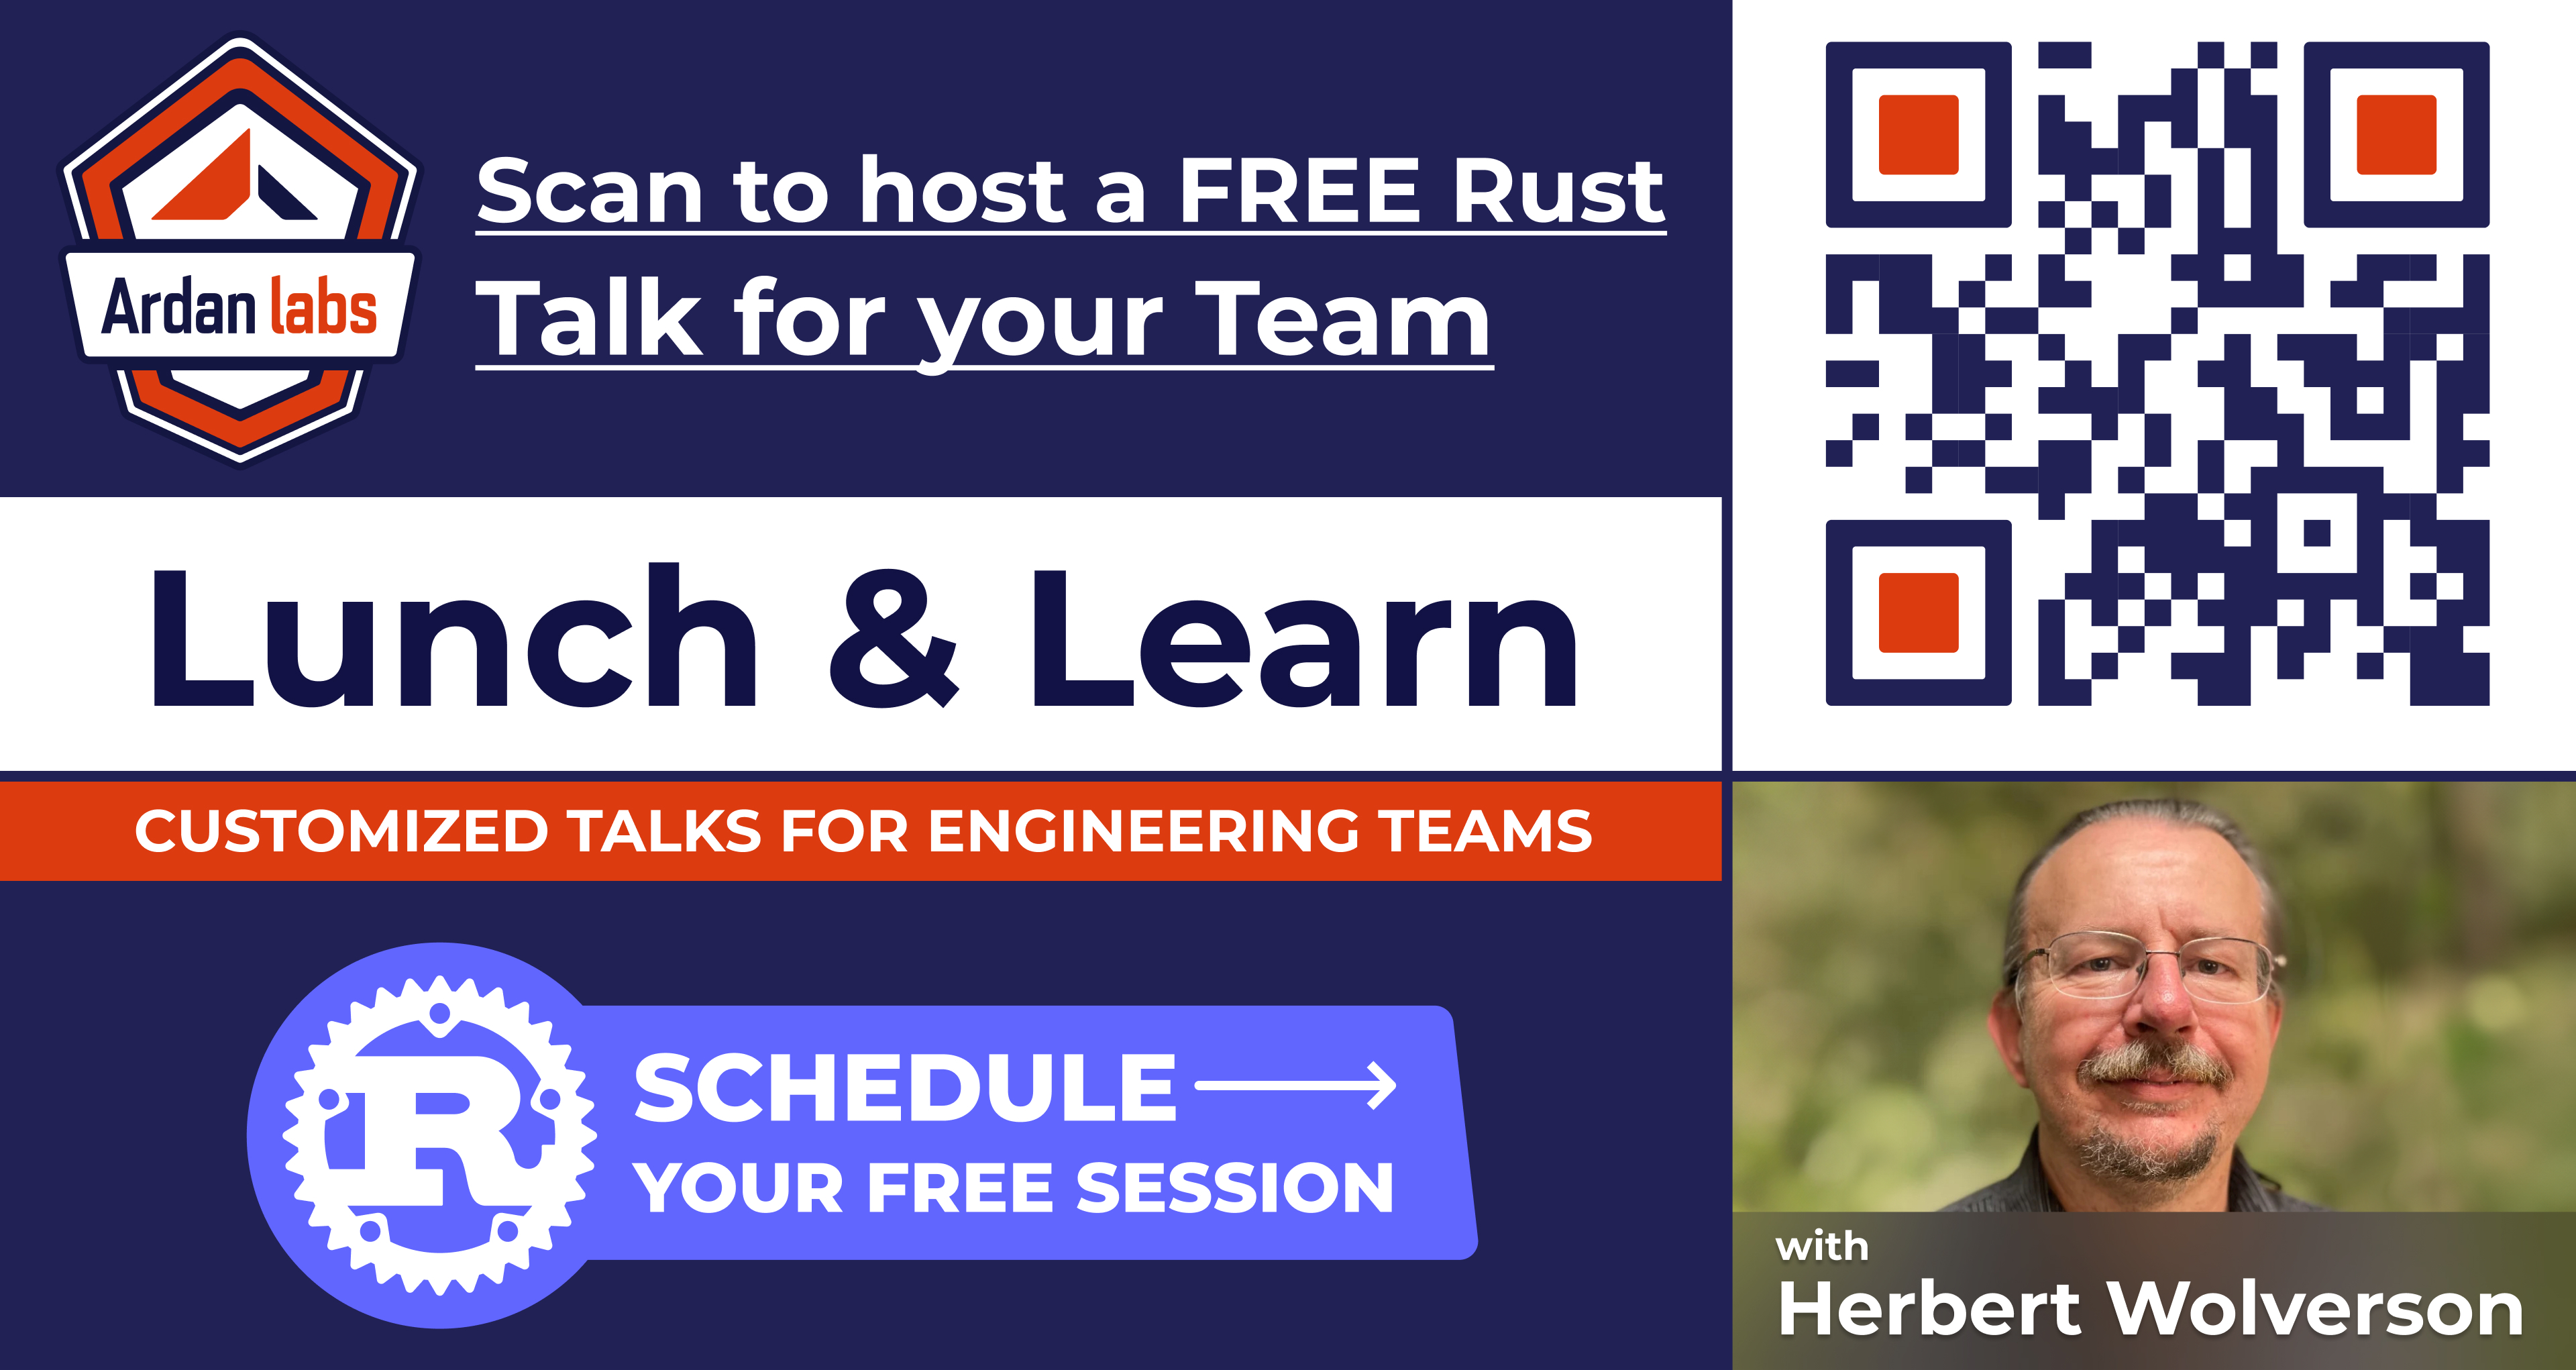 Ardan labs
Scan to host a FREE Rust
Talk for your Team
Lunch & Learn
CUSTOMIZED TALKS FOR ENGINEERING TEAMS
R
SCHEDULE
YOUR FREE SESSION
with
Herbert Wolverson